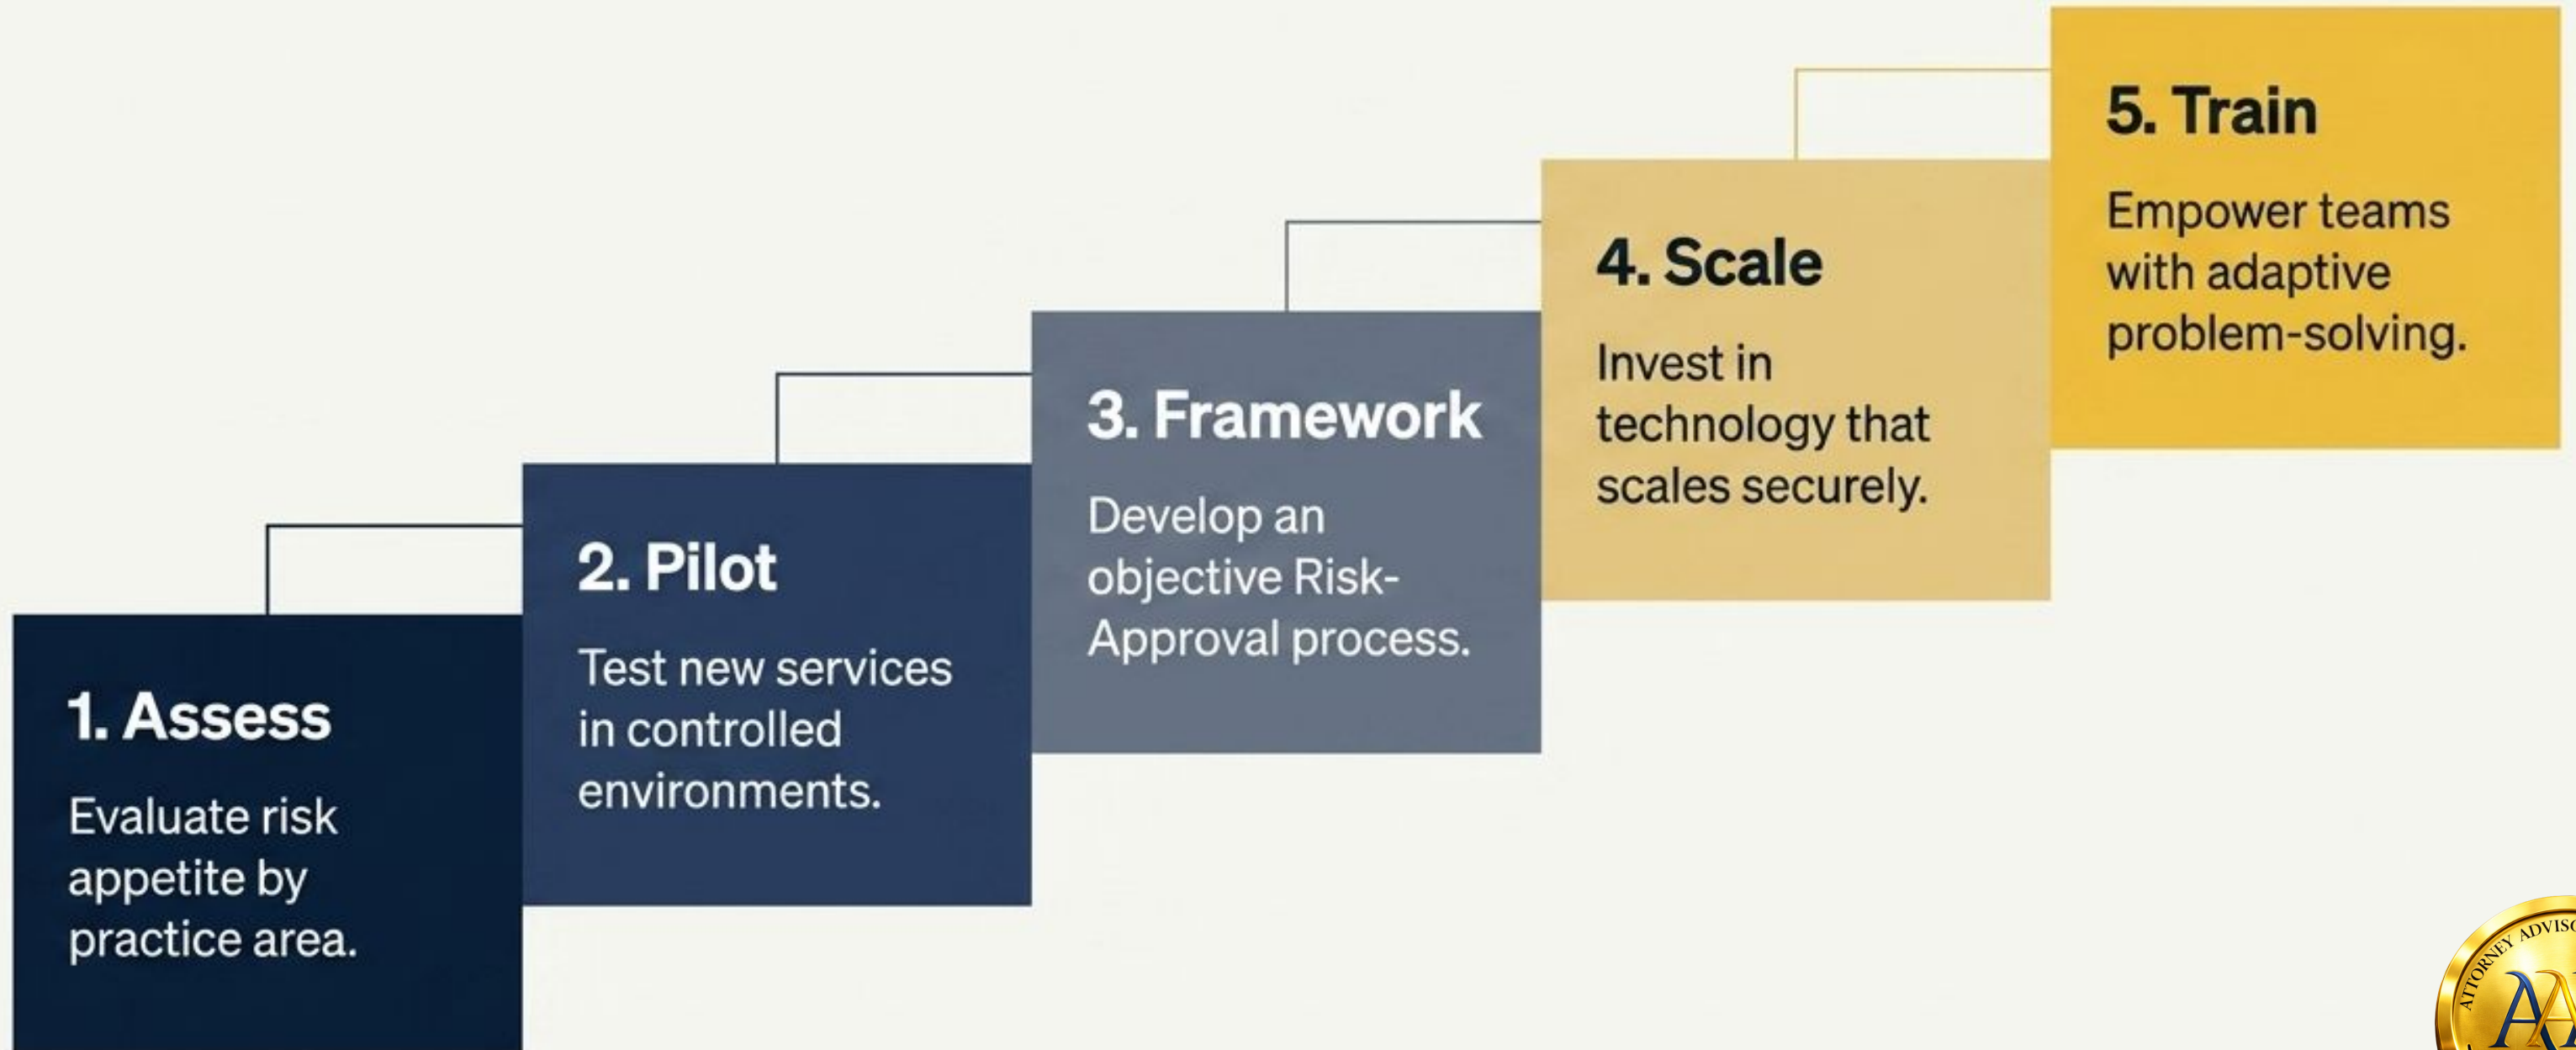 1. Assess
Evaluate risk
appetite by
practice area.
2. Pilot
Test new services
in controlled
environments.
3. Framework
Develop an
objective Risk-
Approval process.
4. Scale
Invest in
technology that
scales securely.
5. Train
Empower teams
with adaptive
problem-solving.
ATTORNEY